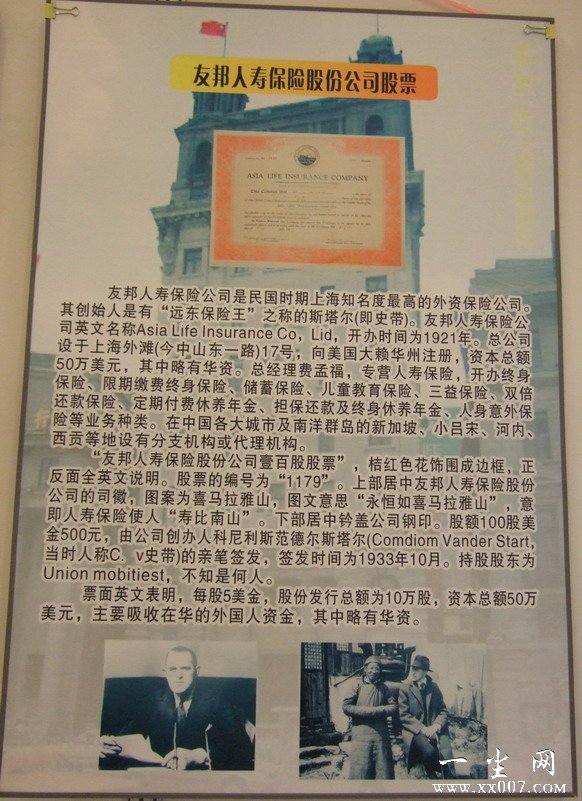 友邦人寿保险股份公司股票
ASIA LIFE INSURANCE COMPANY
友邦人寿保险公司是民国时期上海知名度最高的外资保险公司。
其创始人是有“远东保险王”之称的斯塔尔(即史带)。友邦人寿保险公
司英文名称Asia Life Insurance Co，Lid，开办时间为1921年。总公司
设于上海外滩(今中山东一路)17号，向美国大赖华州注册，资本总额
50万美元，其中略有华资。总经理费孟福，专营人寿保险，开办终身
保险、限期缴费终身保险、储蓄保险、儿童教育保险、三益保险、双倍
还款保险、定期付费休养年金、担保还款及终身休养年金、人身意外保
险等业务种类。在中国各大城市及南洋群岛的新加坡、小吕宋、河内、
西贡等地设有分支机构或代理机构。
“友邦人寿保险股份公司壹百股股票”，桔红色花饰围成边框，正
反面全英文说明。股票的编号为“1179”。上部居中友邦人寿保险股份
公司的司徽，图案为喜马拉雅山，图文意思“永恒如喜马拉雅山”，意
即人寿保险使人“寿比南山”。下部居中钤盖公司钢印。股额100股美
金500元，由公司创办人科尼利斯范德尔斯塔尔(Comdiom Vander Start，
当时人称C．v史带)的亲笔签发，签发时间为1933年10月。持股股东为
Union mobitiest，不知是何人。
票面英文表明，每股5美金，股份发行总额为10万股，资本总额50万
美元，主要吸收在华的外国人资金，其中略有华资。
一尘网
www.xx007.com